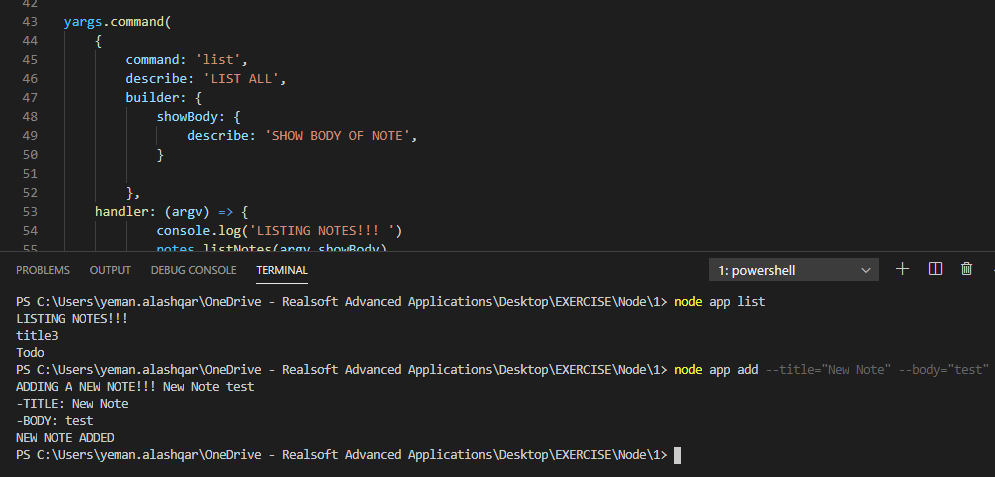 42
43 yargs.command(
44 {
45 command: 'list',
46 describe: 'LIST ALL',
47 builder: {
48 showBody: {
49 describe: 'SHOW BODY OF NOTE',
50 }
51
52 },
53 handler: (argv) => {
54 console.log('LISTING NOTES!!! ')
55 notes.listNotes(argv.showBody)
PROBLEMS OUTPUT DEBUG CONSOLE TERMINAL 1: powershell
PS C:\Users\yeman.alashqar\OneDrive - Realsoft Advanced Applications\Desktop\EXERCISE\Node\1> node app list
LISTING NOTES!!!
title3
Todo
PS C:\Users\yeman.alashqar\OneDrive - Realsoft Advanced Applications\Desktop\EXERCISE\Node\1> node app add --title="New Note" --body="test"
ADDING A NEW NOTE!!! New Note test
-TITLE: New Note
-BODY: test
NEW NOTE ADDED
PS C:\Users\yeman.alashqar\OneDrive - Realsoft Advanced Applications\Desktop\EXERCISE\Node\1>